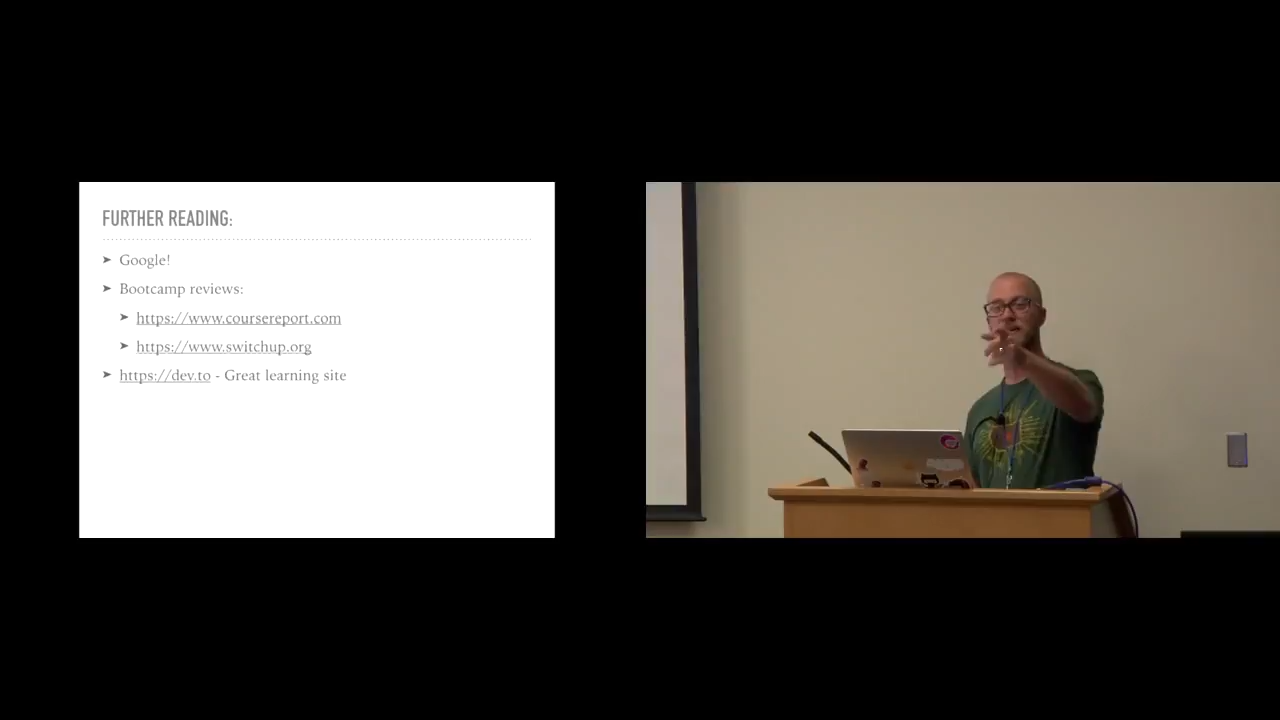 FURTHER READING:
➤ Google!
➤ Bootcamp reviews:
➤ https://www.coursereport.com
➤ https://www.switchup.org
➤ https://dev.to - Great learning site